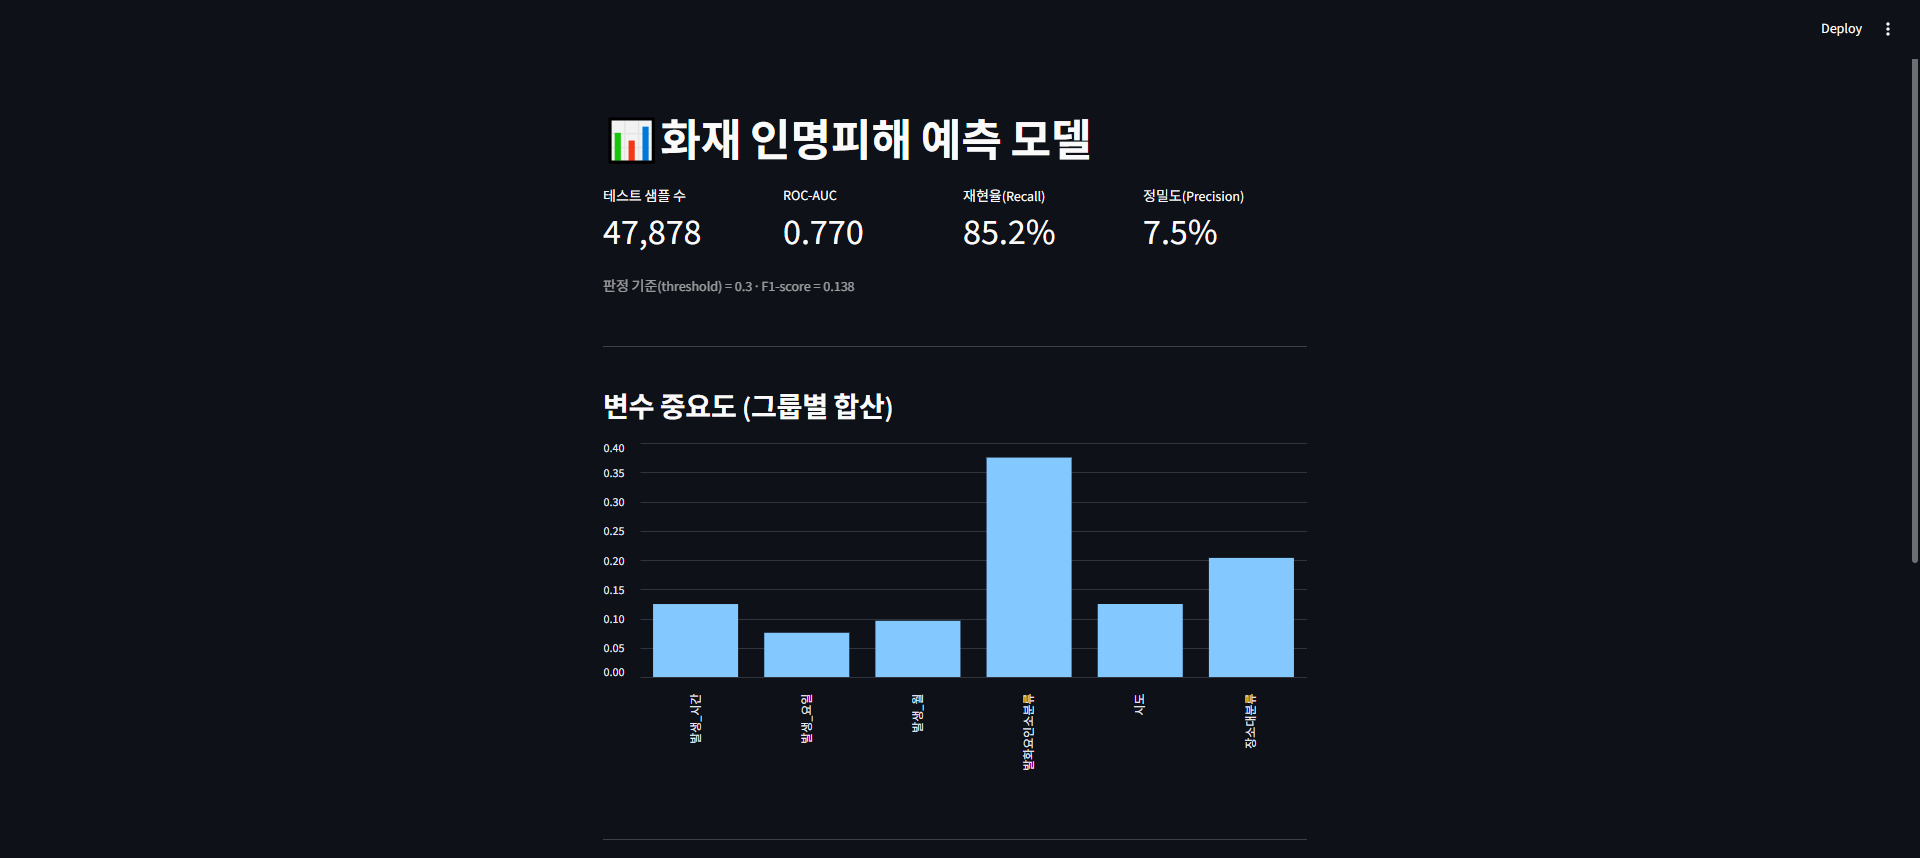 Deploy
화재 인명피해 예측 모델
테스트 샘플 수
47,878
ROC-AUC
0.770
재현율(Recall)
85.2%
정밀도(Precision)
7.5%
판정 기준(threshold) = 0.3 · F1-score = 0.138
변수 중요도 (그룹별 합산)
0.40
0.35
0.30
0.25
0.20
0.15
0.10
0.05
0.00
발생_시간
발생_요일
발생_월
발화요인소분류
시도
장소대분류